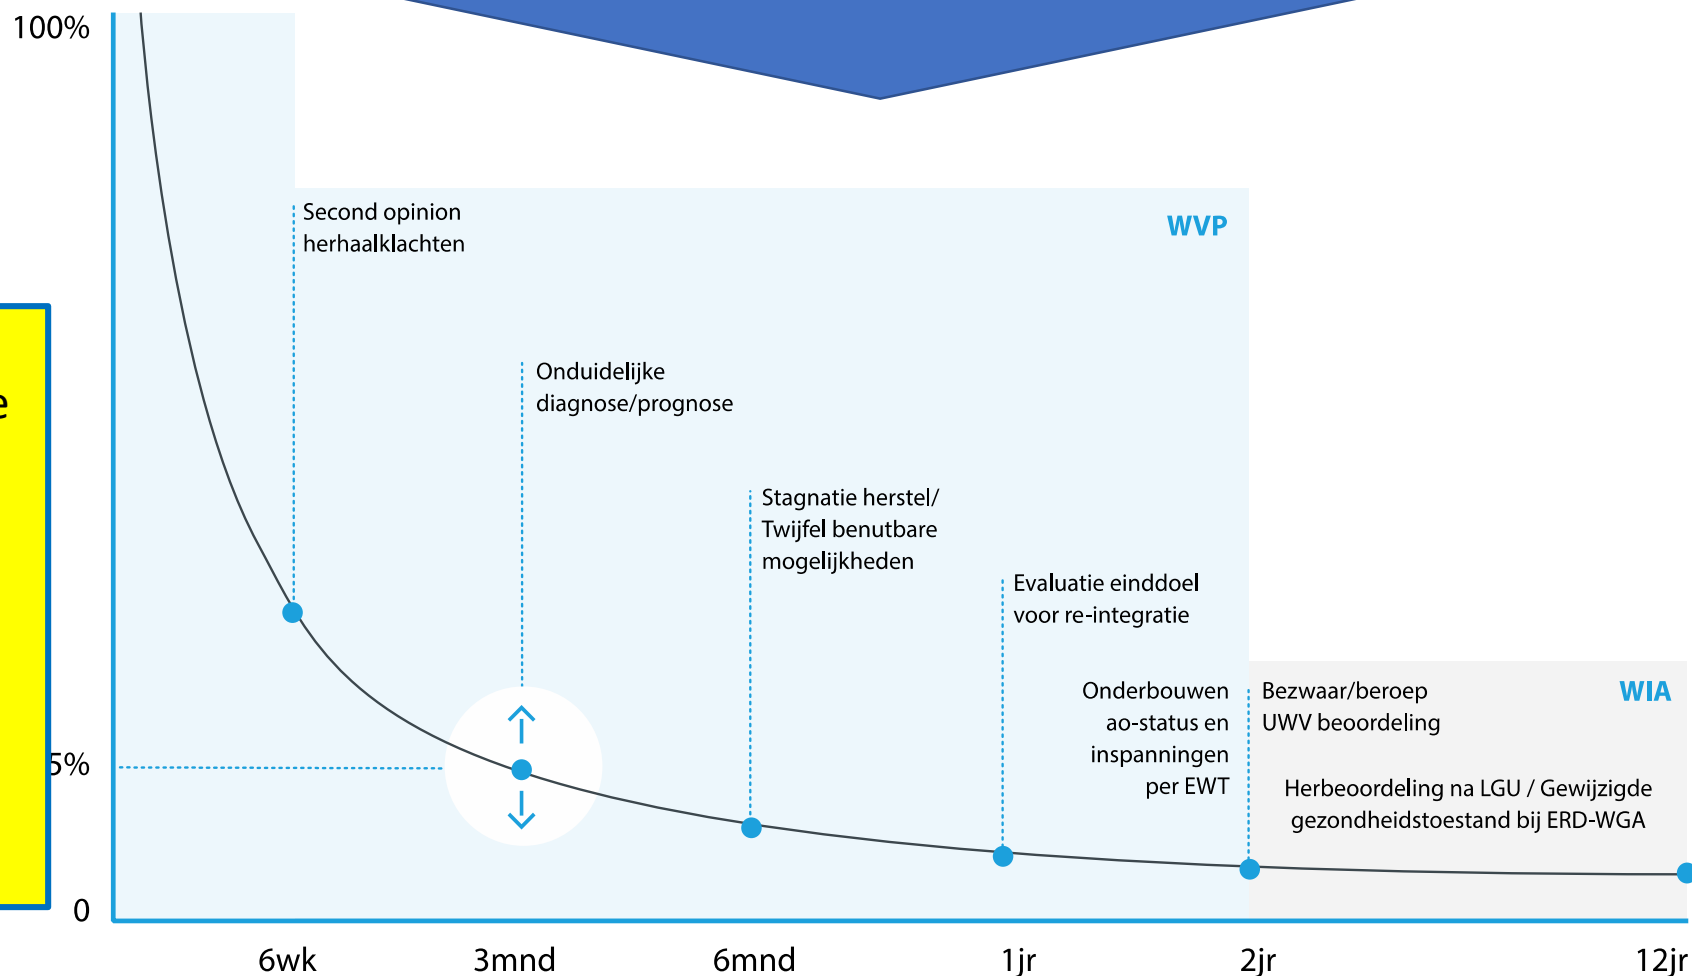 100%
Second opinion
herhaalklachten
WVP
Onduidelijke
diagnose/prognose
e
Stagnatie herstel/
Twijfel benutbare
mogelijkheden
Evaluatie einddoel
voor re-integratie
Onderbouwen
ao-status en
inspanningen
per EWT
Bezwaar/beroep
UWV beoordeling
WIA
Herbeoordeling na LGU / Gewijzigde
gezondheidstoestand bij ERD-WGA
5%
0
6wk 3mnd 6mnd 1jr 2jr 12jr